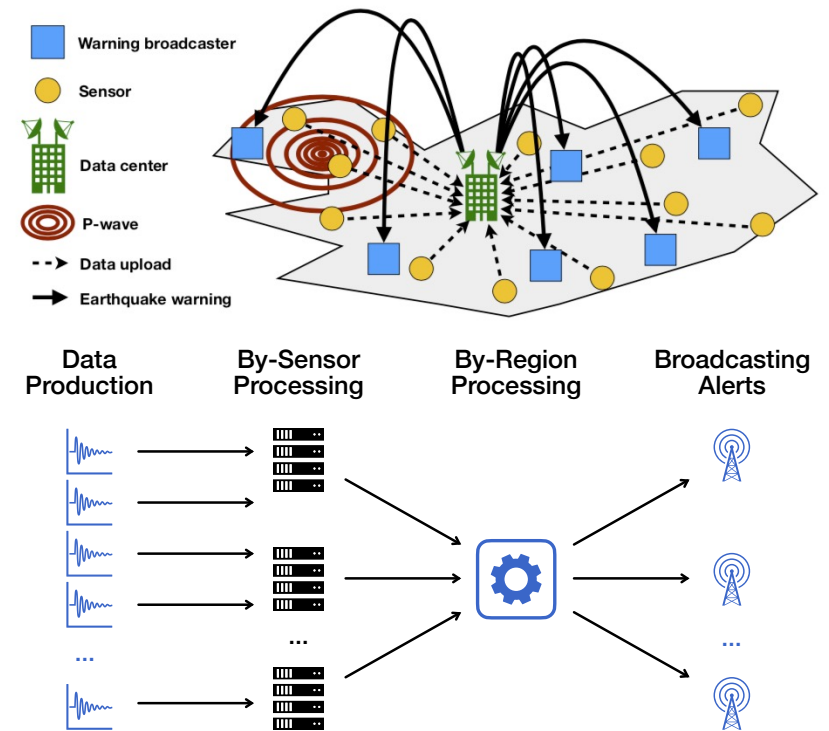 Warning broadcaster
Sensor
Data center
P-wave
Data upload
Earthquake warning
Data
Production
By-Sensor
Processing
By-Region
Processing
Broadcasting
Alerts
...
...
...